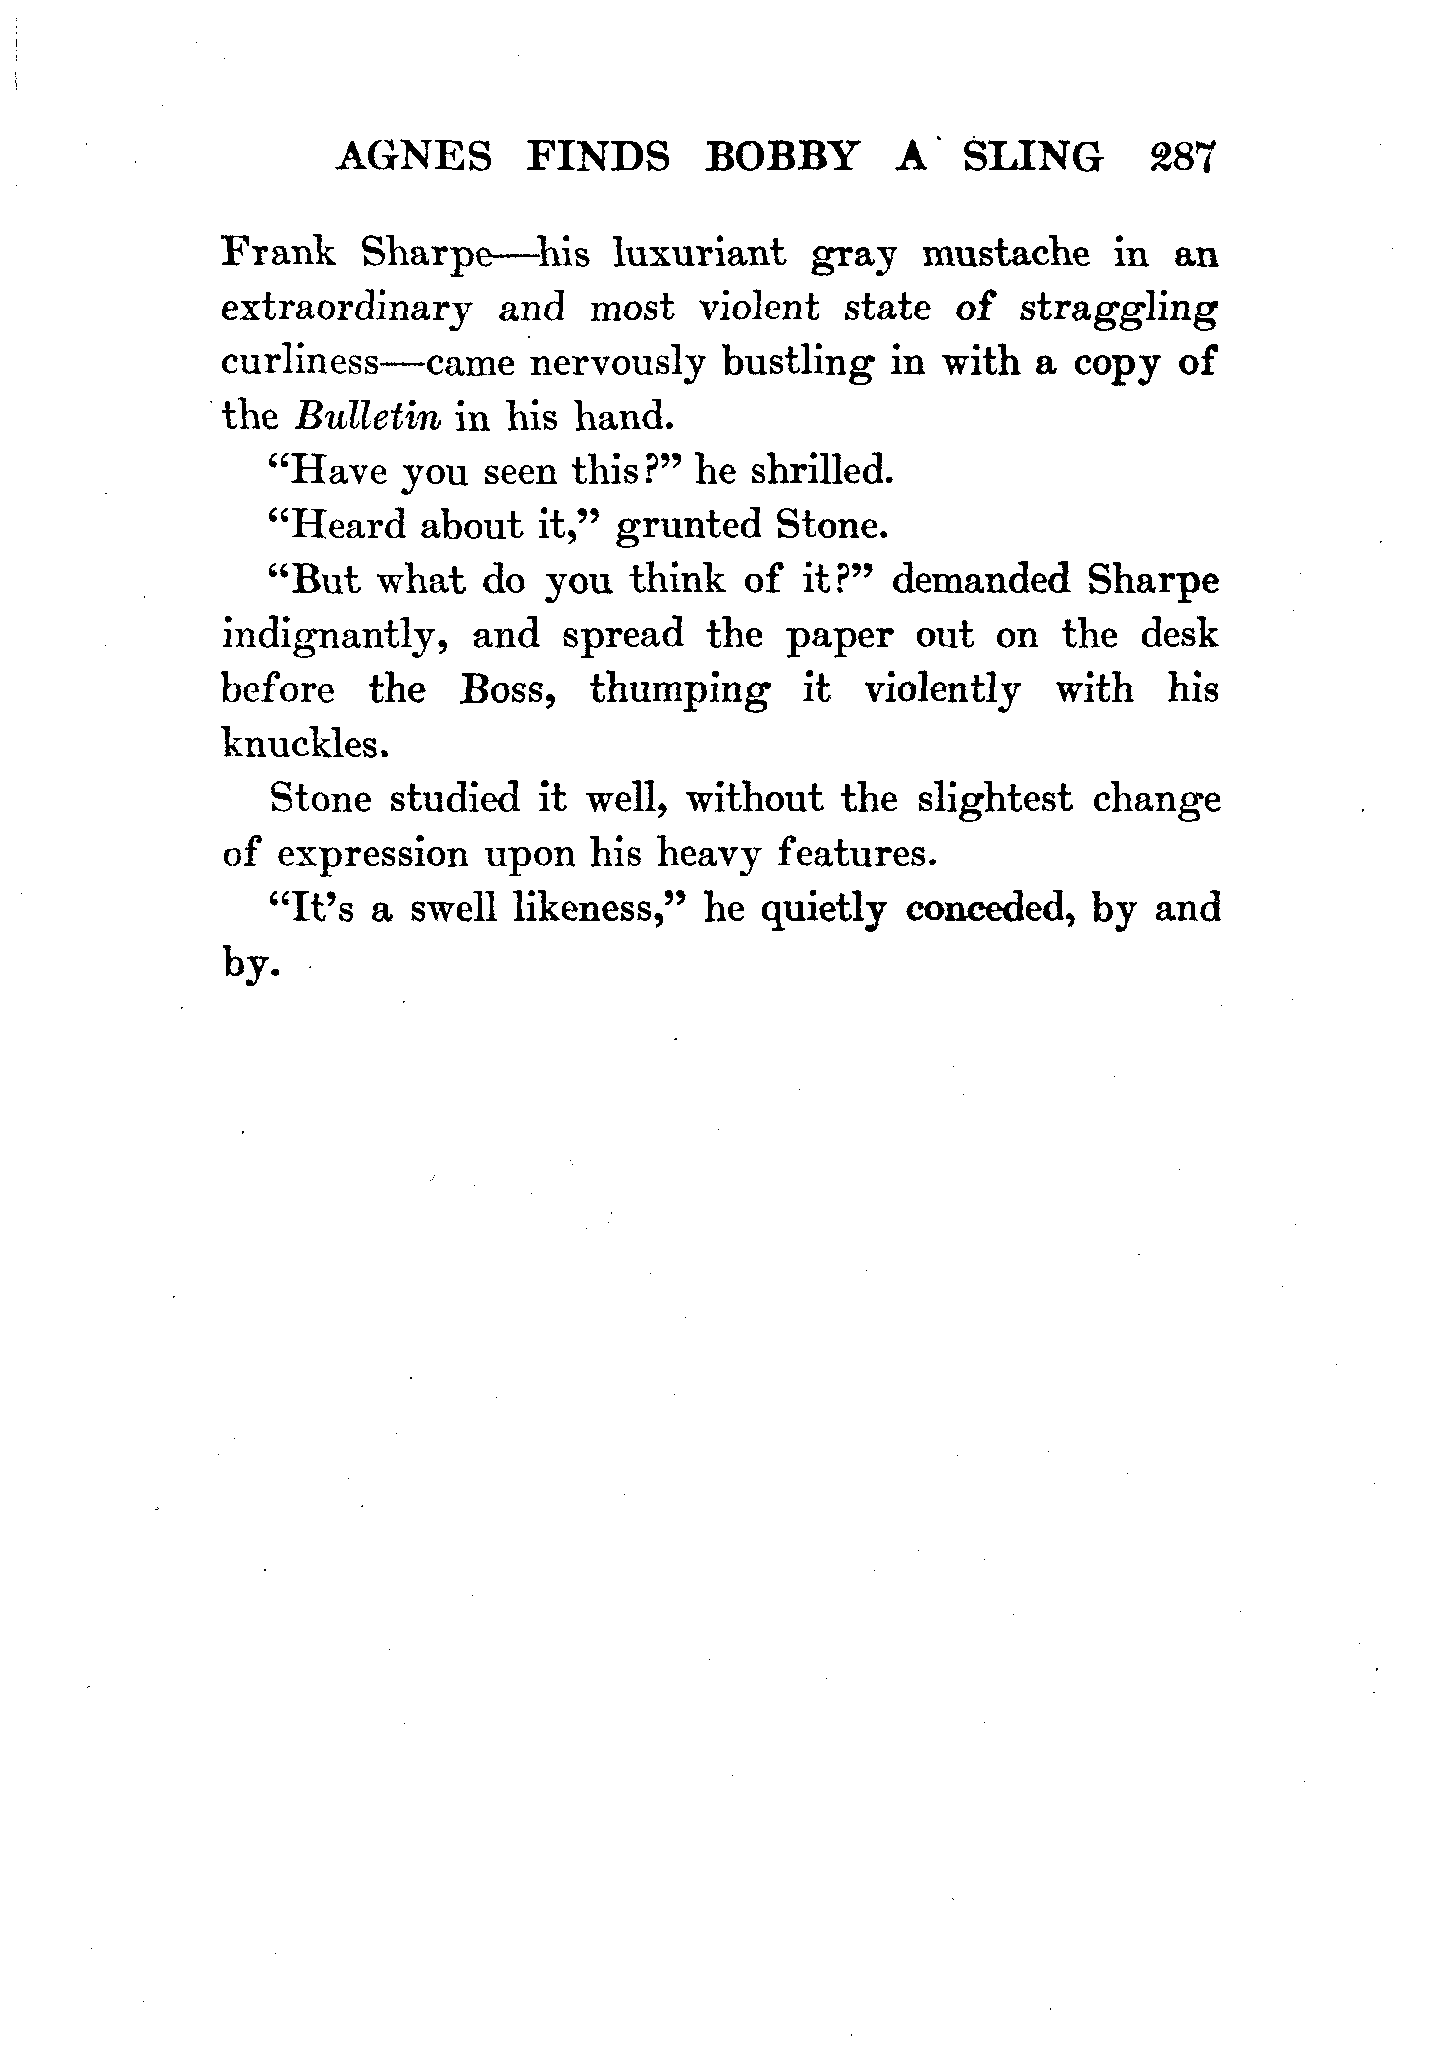 AGNES FINDS BOBBY A SLING 287
Frank Sharpe—his luxuriant gray mustache in an
extraordinary and most violent state of straggling
curliness—came nervously bustling in with a copy of
the Bulletin in his hand.
“Have you seen this?” he shrilled.
“Heard about it,” grunted Stone.
“But what do you think of it?” demanded Sharpe
indignantly, and spread the paper out on the desk
before the Boss, thumping it violently with his
knuckles.
Stone studied it well, without the slightest change
of expression upon his heavy features.
“It’s a swell likeness,” he quietly conceded, by and
by.